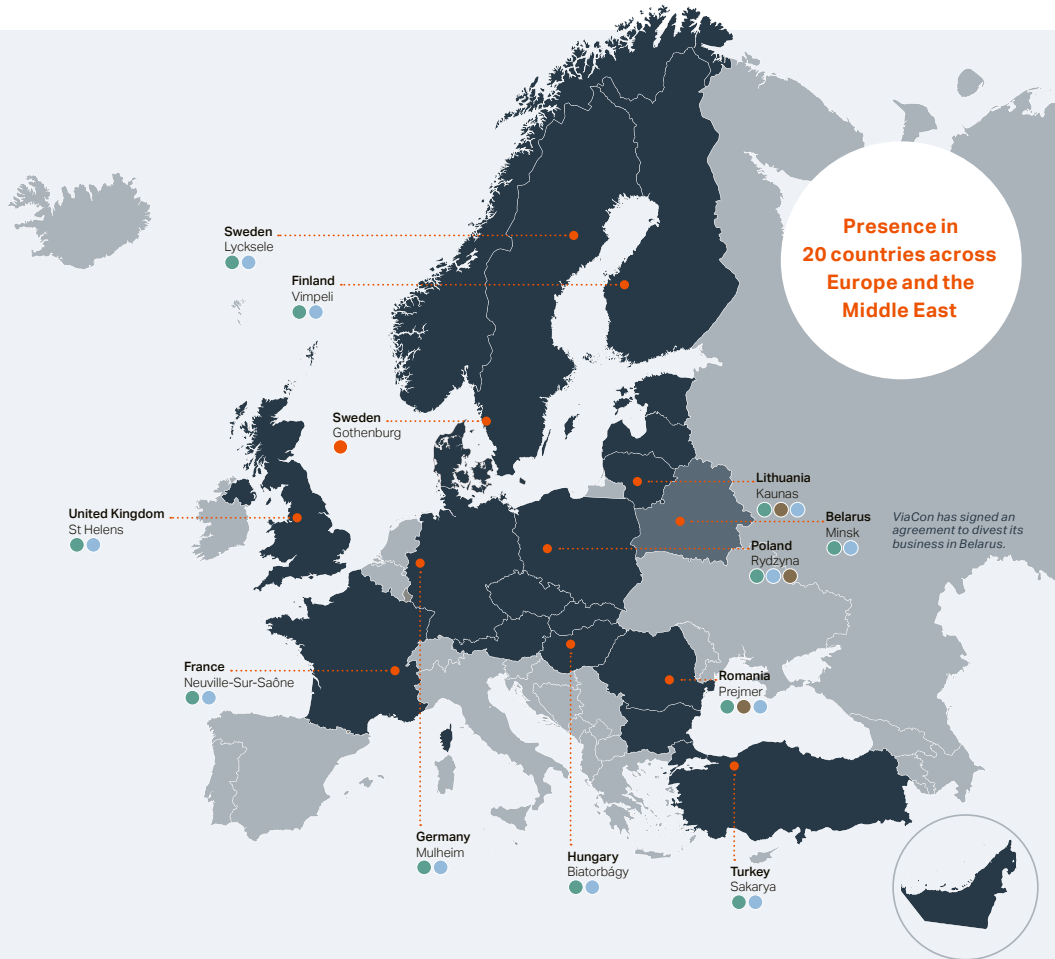 Presence in
20 countries across
Europe and the
Middle East
Sweden
Lycksele
Finland
Vimpeli
Sweden
Gothenburg
United Kingdom
St Helens
Lithuania
Kaunas
Belarus
Minsk
ViaCon has signed an
agreement to divest its
business in Belarus.
Poland
Rydzyna
France
Neuville-Sur-Saône
Romania
Prejmer
Germany
Mulheim
Hungary
Biatorbágy
Turkey
Sakarya